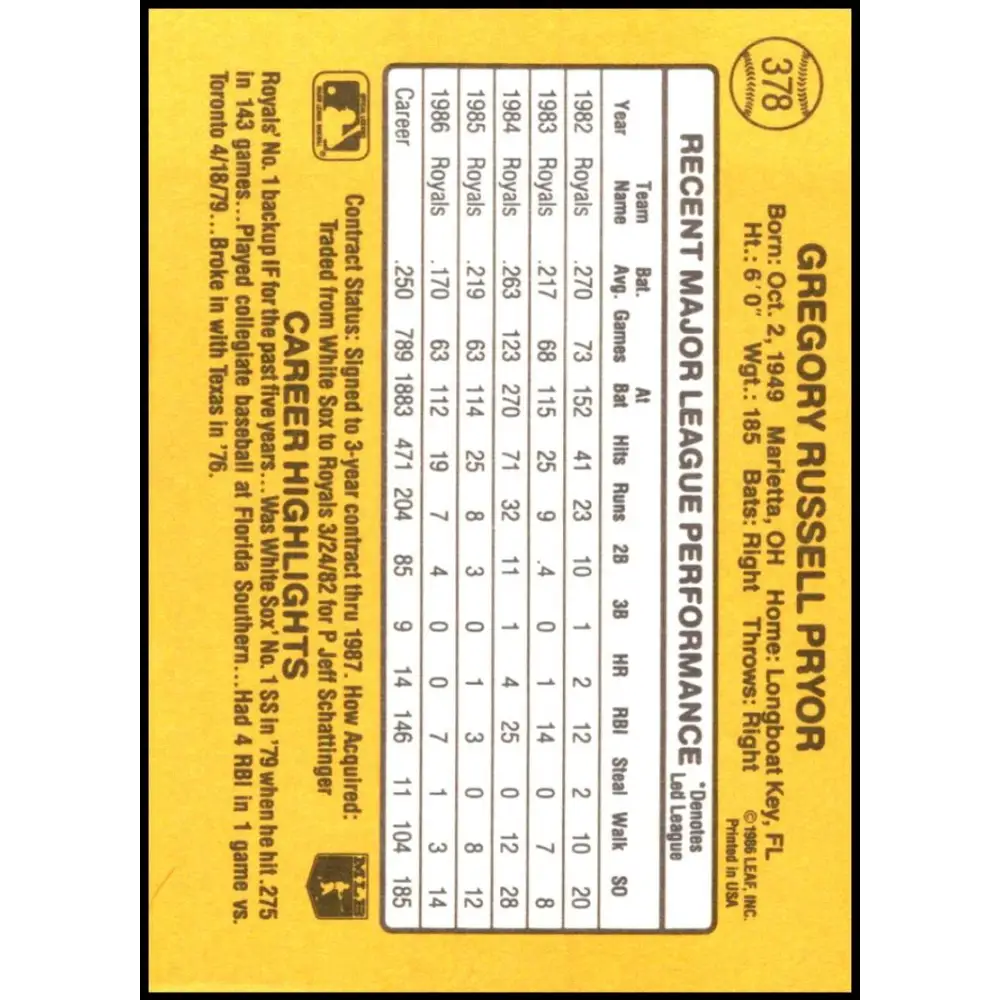 378
GREGORY RUSSELL PRYOR
Born: Oct. 2, 1949 Marietta, OH Home: Longboat Key, FL
Ht.: 6'0" Wgt.: 185 Bats: Right Throws: Right
©1986 LEAF, INC.
Printed in USA
RECENT MAJOR LEAGUE PERFORMANCE
*Denotes
Led League
Year Team Name Bat. Avg. Games At Bat Hits Runs 2B 3B HR RBI Steal Walk SO
1982 Royals .270 73 152 41 23 10 1 2 12 2 10 20
1983 Royals .217 68 115 25 9 .4 0 1 14 0 7 8
1984 Royals .263 123 270 71 32 11 1 4 25 0 12 28
1985 Royals .219 63 114 25 8 3 0 1 3 0 8 12
1986 Royals .170 63 112 19 7 4 0 0 7 1 3 14
Career .250 789 1883 471 204 85 9 14 146 11 104 185
Contract Status: Signed to 3-year contract thru 1987. How Acquired:
Traded from White Sox to Royals 3/24/82 for P Jeff Schattinger
MLB
CAREER HIGHLIGHTS
Royals' No. 1 backup IF for the past five years...Was White Sox' No. 1 SS in '79 when he hit .275
in 143 games...Played collegiate baseball at Florida Southern...Had 4 RBI in 1 game vs.
Toronto 4/18/79...Broke in with Texas in '76.